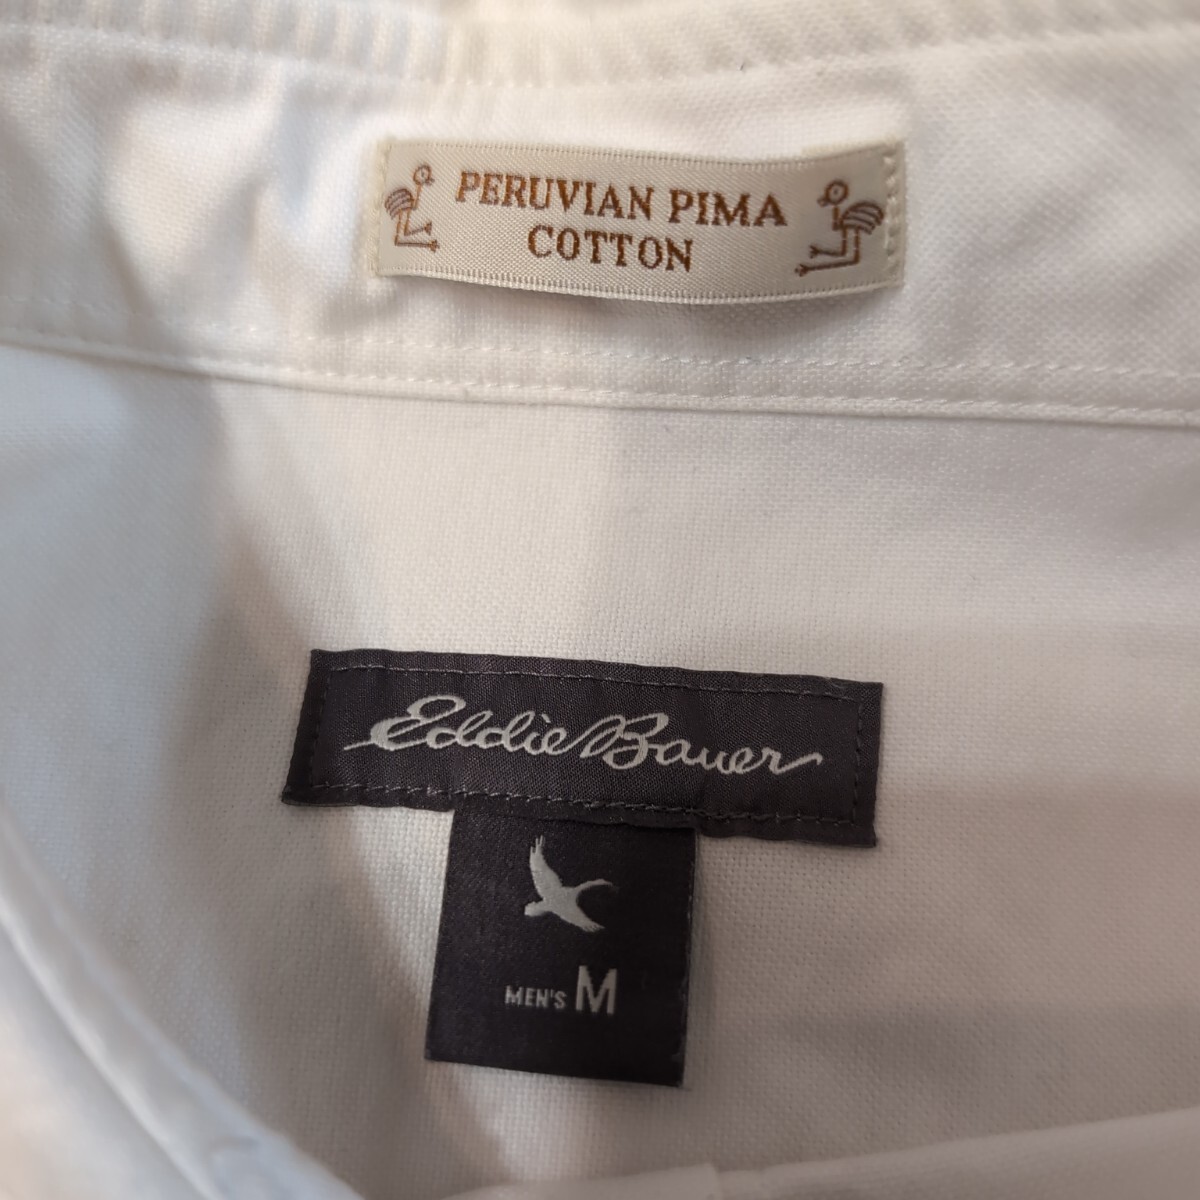 PERUVIAN PIMA
COTTON
Eddie Bauer
MEN'S M